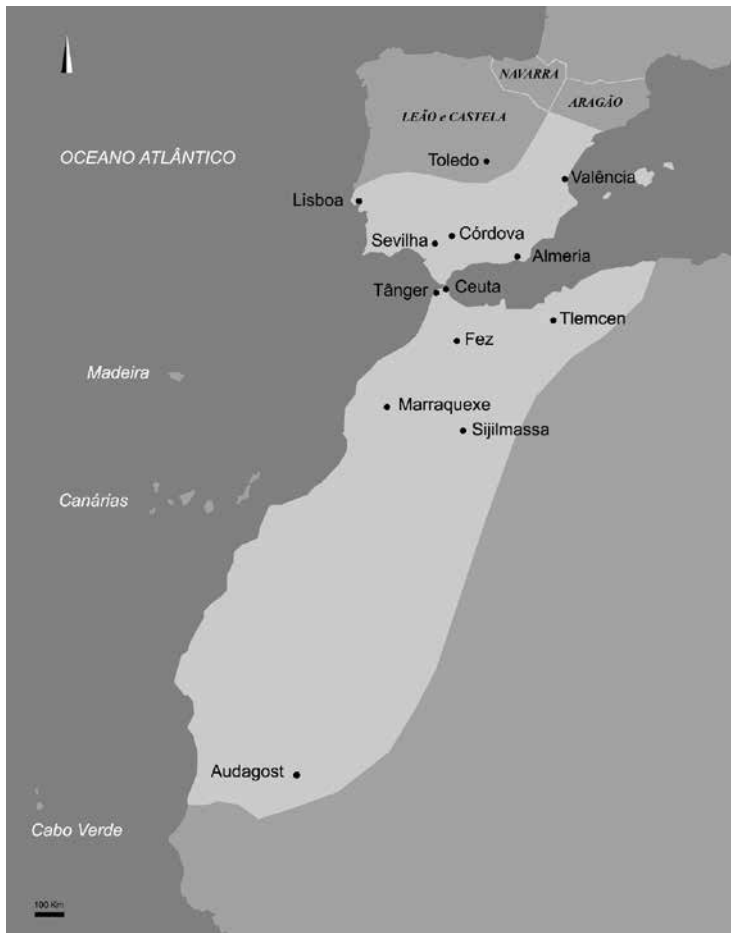 NAVARRA
ARAGÃO
LEÃO e CASTELA
OCEANO ATLÂNTICO
Toledo
Valência
Lisboa
Córdova
Sevilha
Almeria
Ceuta
Tânger
Tlemcen
Fez
Madeira
Marraquexe
Sijilmassa
Canárias
Audagost
Cabo Verde
100 Km